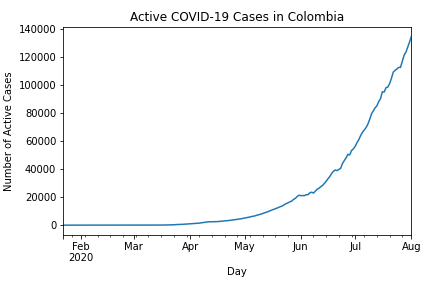 Active COVID-19 Cases in Colombia
140000
120000
100000
80000
60000
40000
20000
0
Number of Active Cases
Feb Mar Apr May Jun Jul Aug
2020
Day